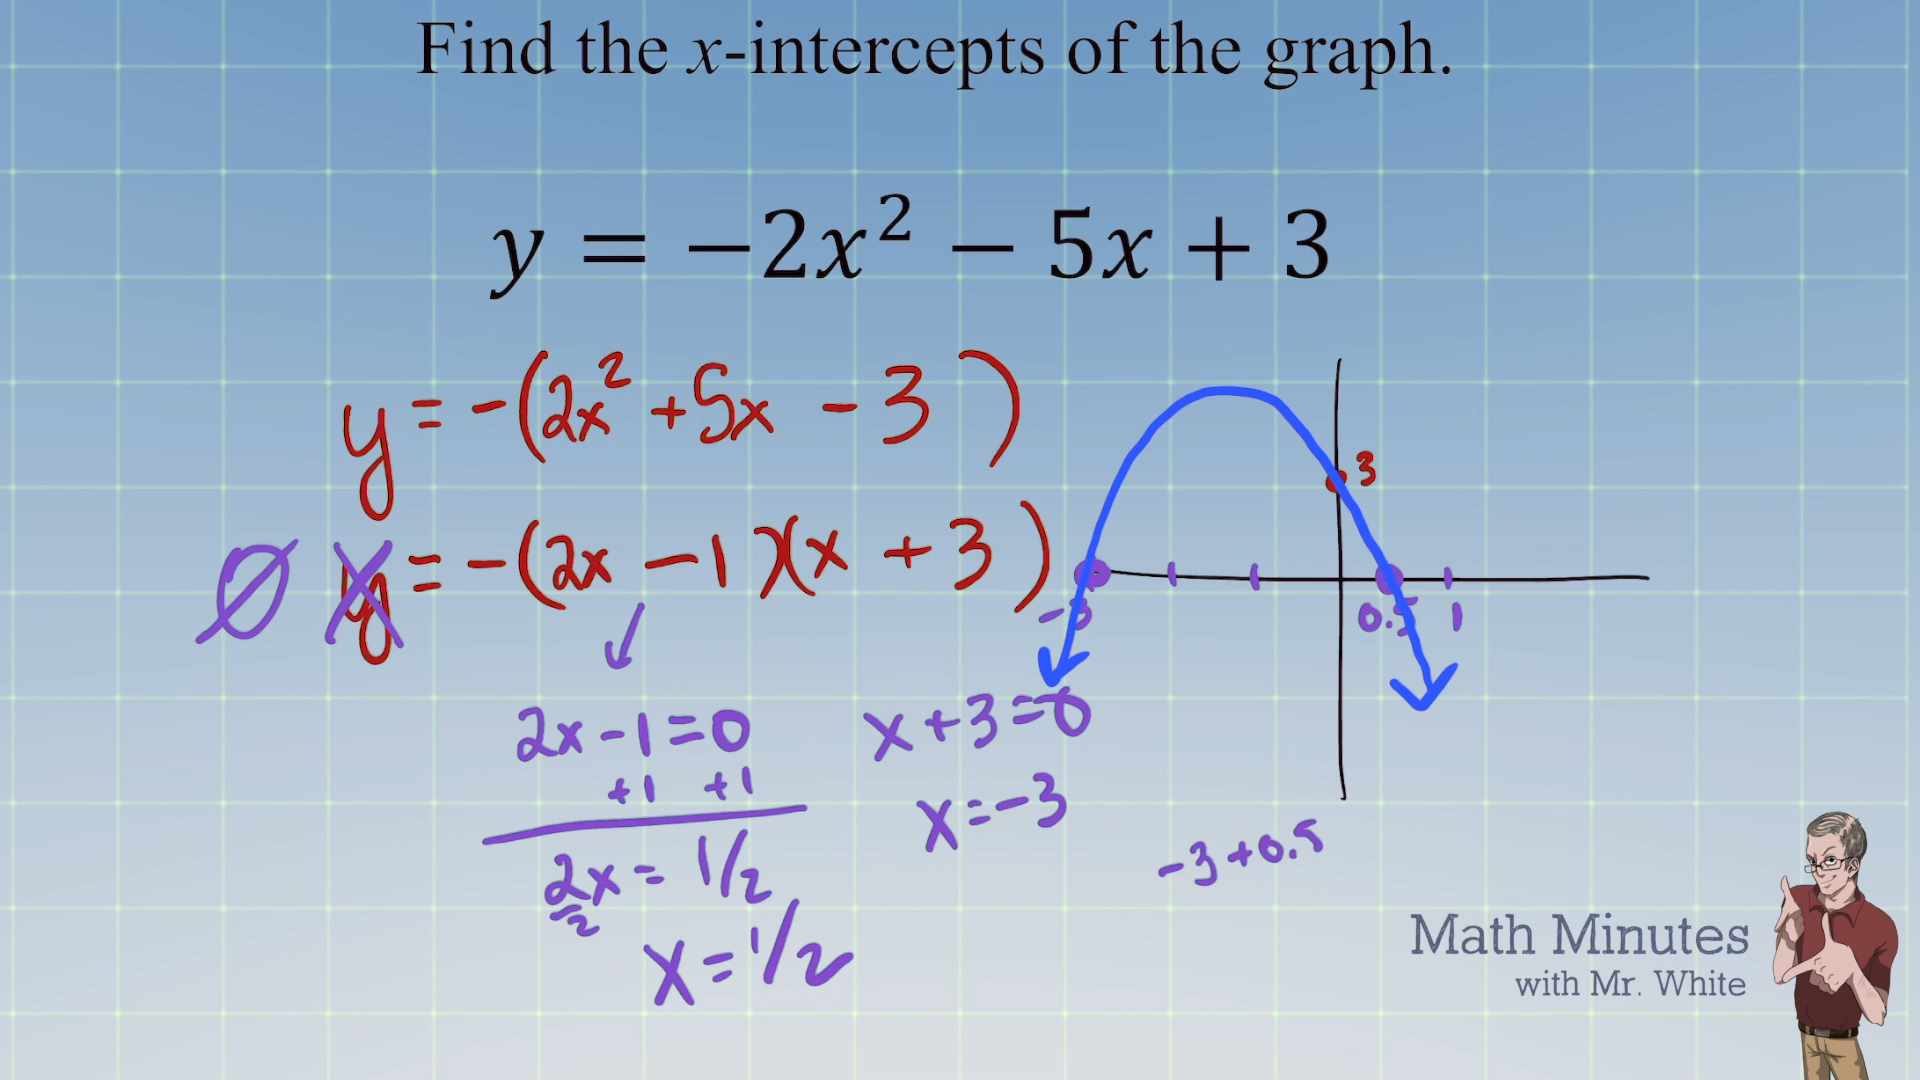 Find the x-intercepts of the graph.
y = −2x² − 5x + 3
y = -(2x² + 5x - 3)
0 y = -(2x - 1)(x + 3)
3
-3 0.5 1
2x - 1 = 0
+1 +1
2x = 1/2
2
x = 1/2
x + 3 = 0
x = -3
-3 + 0.5
Math Minutes
with Mr. White